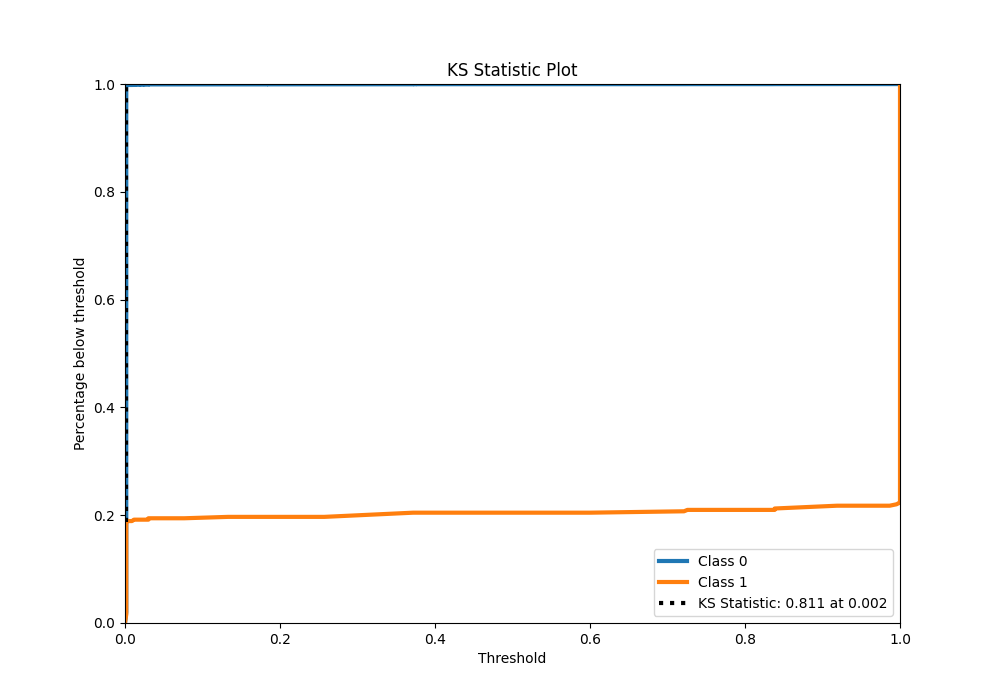 KS Statistic Plot
1.0
0.8
0.6
0.4
0.2
0.0
Percentage below threshold
Class 0
Class 1
KS Statistic: 0.811 at 0.002
0.0 0.2 0.4 0.6 0.8 1.0
Threshold